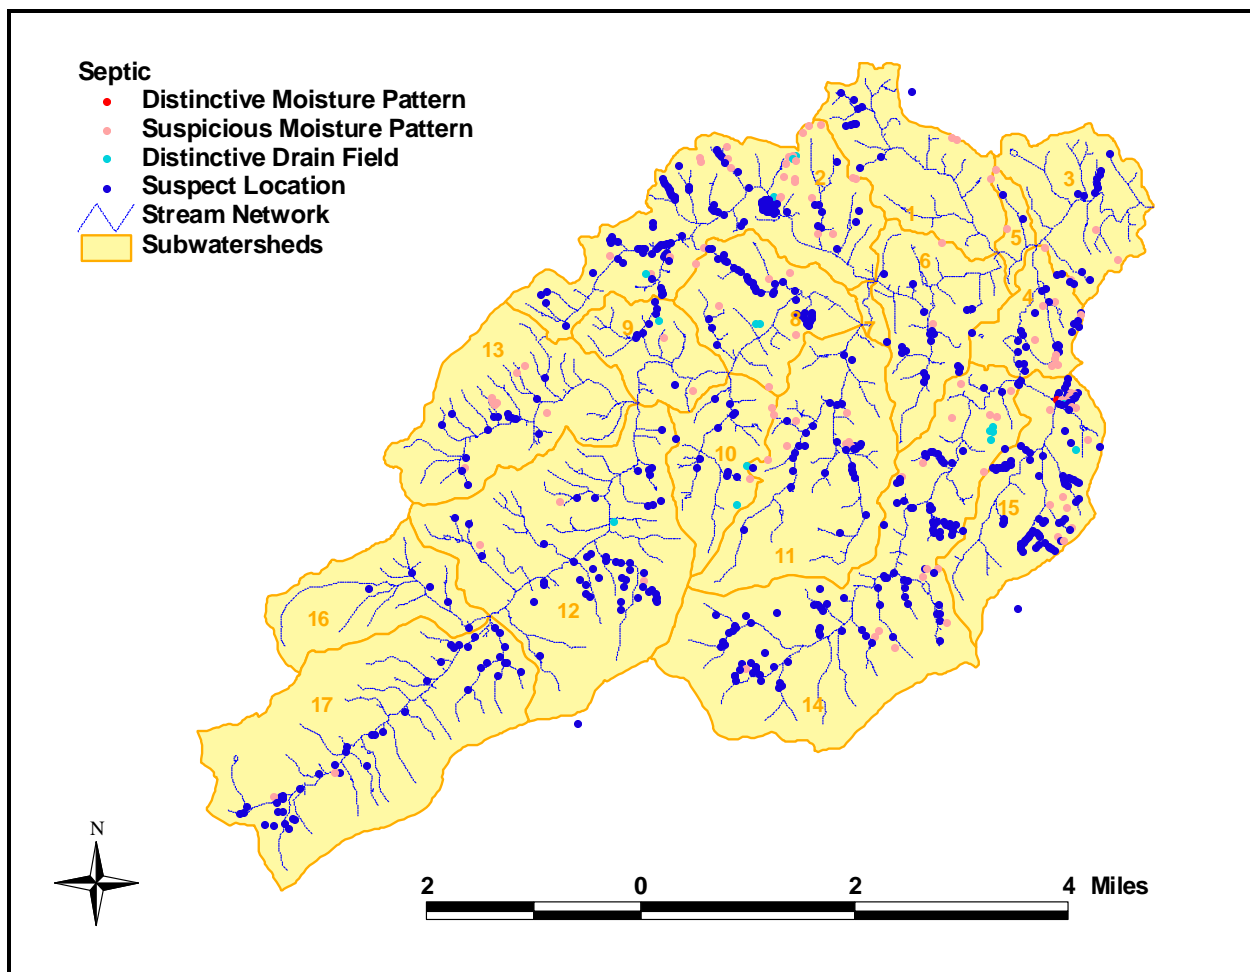 Septic
Distinctive Moisture Pattern
Suspicious Moisture Pattern
Distinctive Drain Field
Suspect Location
Stream Network
Subwatersheds
2
3
1
5
6
4
9
8
7
13
10
15
11
12
16
17
14
N
2 0 2 4 Miles